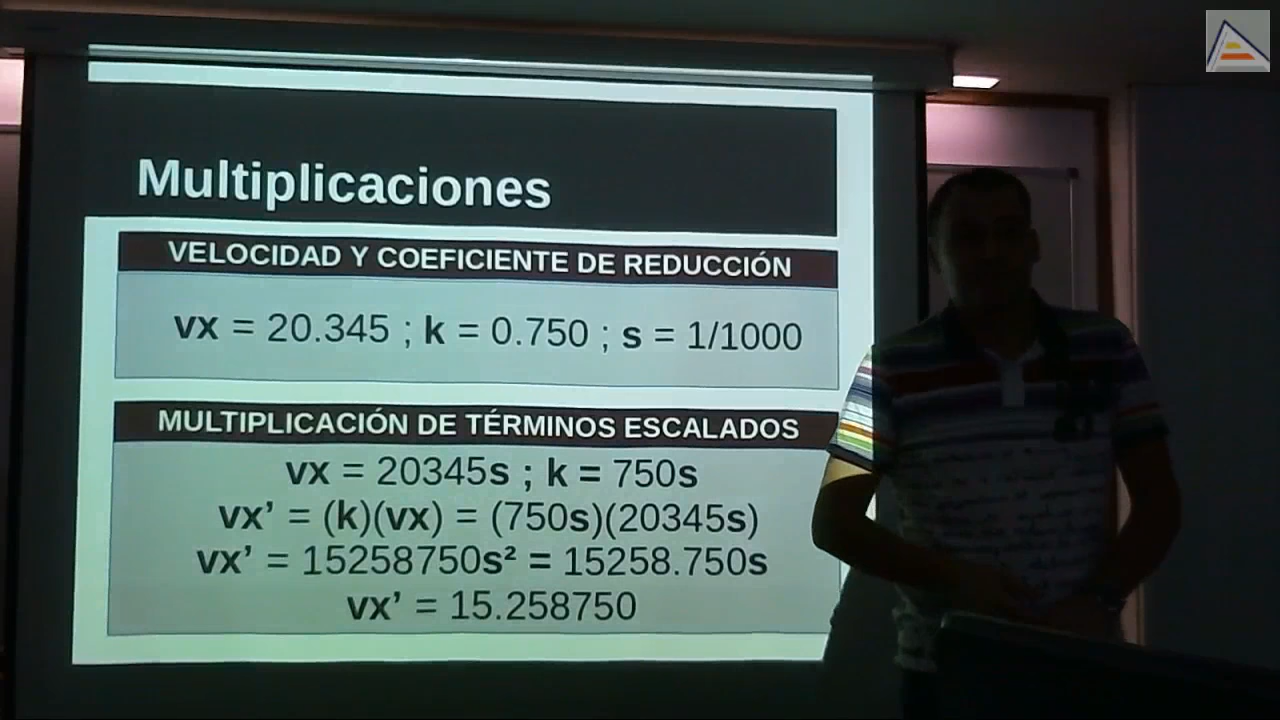 Multiplicaciones
VELOCIDAD Y COEFICIENTE DE REDUCCIÓN
vx = 20.345 ; k = 0.750 ; s = 1/1000
MULTIPLICACIÓN DE TÉRMINOS ESCALADOS
vx = 20345s ; k = 750s
vx’ = (k)(vx) = (750s)(20345s)
vx’ = 15258750s² = 15258.750s
vx’ = 15.258750